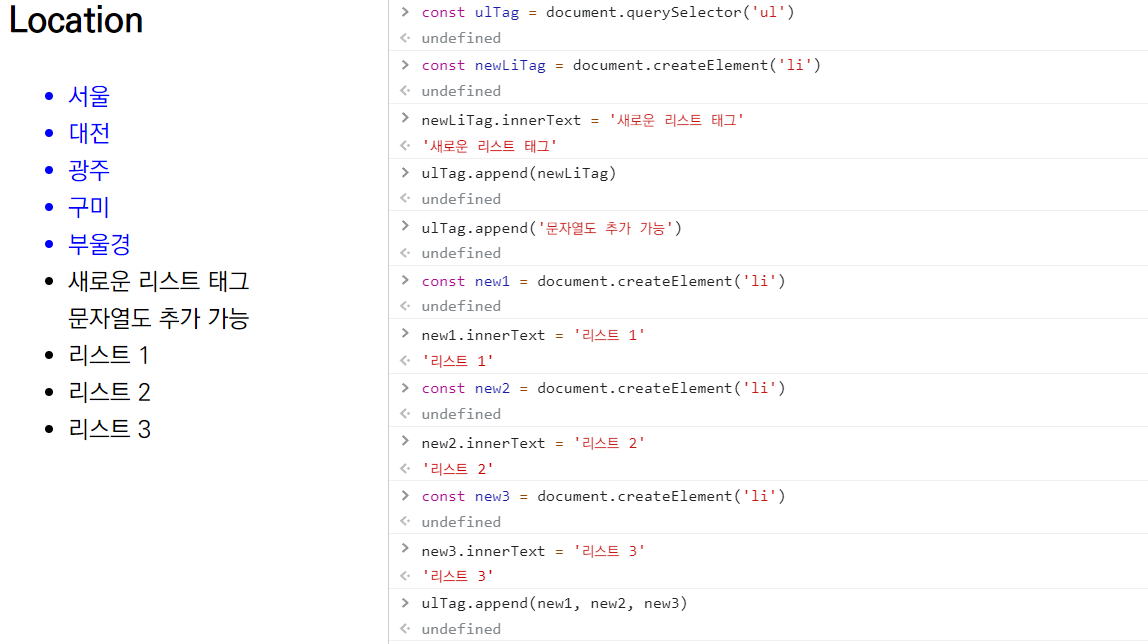 Location
서울
대전
광주
구미
부울경
새로운 리스트 태그
문자열도 추가 가능
리스트 1
리스트 2
리스트 3
> const ulTag = document.querySelector('ul')
undefined
> const newLiTag = document.createElement('li')
undefined
> newLiTag.innerText = '새로운 리스트 태그'
'새로운 리스트 태그'
> ulTag.append(newLiTag)
undefined
> ulTag.append('문자열도 추가 가능')
undefined
> const new1 = document.createElement('li')
undefined
> new1.innerText = '리스트 1'
'리스트 1'
> const new2 = document.createElement('li')
undefined
> new2.innerText = '리스트 2'
'리스트 2'
> const new3 = document.createElement('li')
undefined
> new3.innerText = '리스트 3'
'리스트 3'
> ulTag.append(new1, new2, new3)
undefined